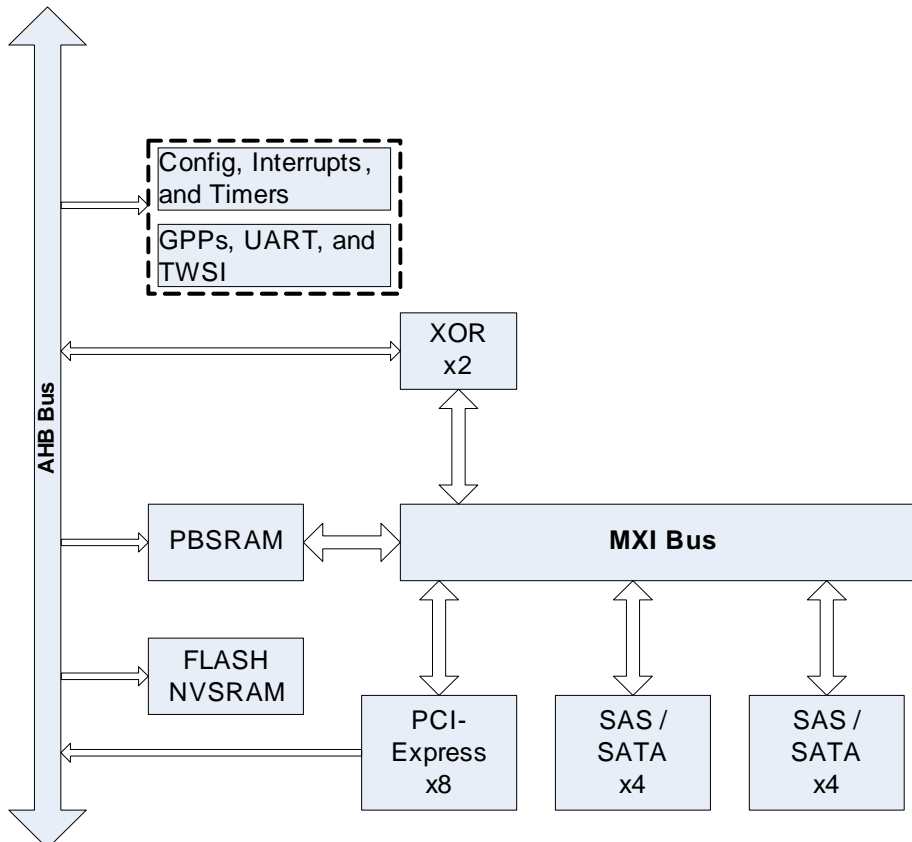 Config, Interrupts,
and Timers
GPPs, UART, and
TWSI
XOR
x2
AHB Bus
PBSRAM
MXI Bus
FLASH
NVSRAM
PCI-
Express
x8
SAS /
SATA
x4
SAS /
SATA
x4